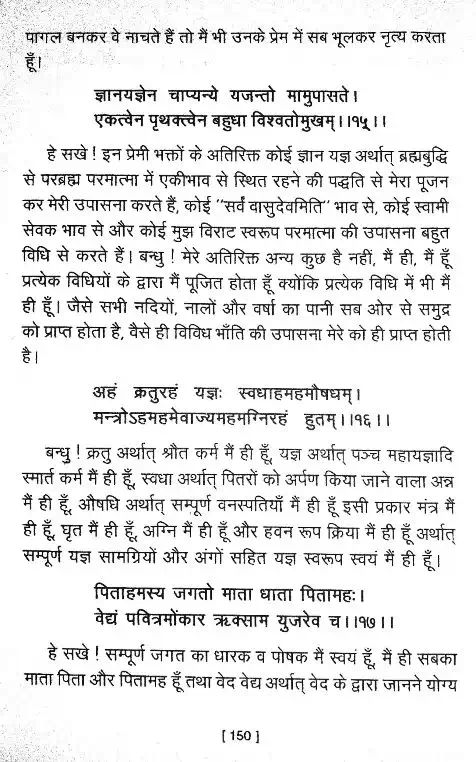 पागल बनकर वे नाचते हैं तो मैं भी उनके प्रेम में सब भूलकर नृत्य करता
हूँ।
ज्ञानयज्ञेन चाप्यन्ये यजन्तो मामुपासते।
एकत्वेन पृथक्त्वेन बहुधा विश्वतोमुखम्।।१५।।
हे सखे ! इन प्रेमी भक्तों के अतिरिक्त कोई ज्ञान यज्ञ अर्थात् ब्रह्मबुद्धि
से परब्रह्म परमात्मा में एकीभाव से स्थित रहने की पद्धति से मेरा पूजन
कर मेरी उपासना करते हैं, कोई "सर्वं वासुदेवमिति" भाव से, कोई स्वामी
सेवक भाव से और कोई मुझ विराट स्वरूप परमात्मा की उपासना बहुत
विधि से करते हैं। बन्धु ! मेरे अतिरिक्त अन्य कुछ है नहीं, मैं ही, मैं हूँ
प्रत्येक विधियों के द्वारा मैं पूजित होता हूँ क्योंकि प्रत्येक विधि में भी मैं
ही हूँ। जैसे सभी नदियों, नालों और वर्षा का पानी सब ओर से समुद्र
को प्राप्त होता है, वैसे ही विविध भाँति की उपासना मेरे को ही प्राप्त होती
है।
अहं क्रतुरहं यज्ञः स्वधाहमहमौषधम्।
मन्त्रोऽहमहमेवाज्यमहमग्निरहं हुतम्।।१६।।
बन्धु ! क्रतु अर्थात् श्रौत कर्म मैं ही हूँ, यज्ञ अर्थात् पञ्च महायज्ञादि
स्मार्त कर्म मैं ही हूँ, स्वधा अर्थात् पितरों को अर्पण किया जाने वाला अन्न
मैं ही हूँ, औषधि अर्थात् सम्पूर्ण वनस्पतियाँ मैं ही हूँ इसी प्रकार मंत्र मैं
ही हूँ, घृत मैं ही हूँ, अग्नि मैं ही हूँ और हवन रूप क्रिया मैं ही हूँ अर्थात्
सम्पूर्ण यज्ञ सामग्रियों और अंगों सहित यज्ञ स्वरूप स्वयं मैं ही हूँ।
पिताहमस्य जगतो माता धाता पितामहः।
वेद्यं पवित्रमोंकार ऋक्साम युजरेव च।।१७।।
हे सखे ! सम्पूर्ण जगत का धारक व पोषक मैं स्वयं हूँ, मैं ही सबका
माता पिता और पितामह हूँ तथा वेद वेद्य अर्थात् वेद के द्वारा जानने योग्य
[ 150 ]